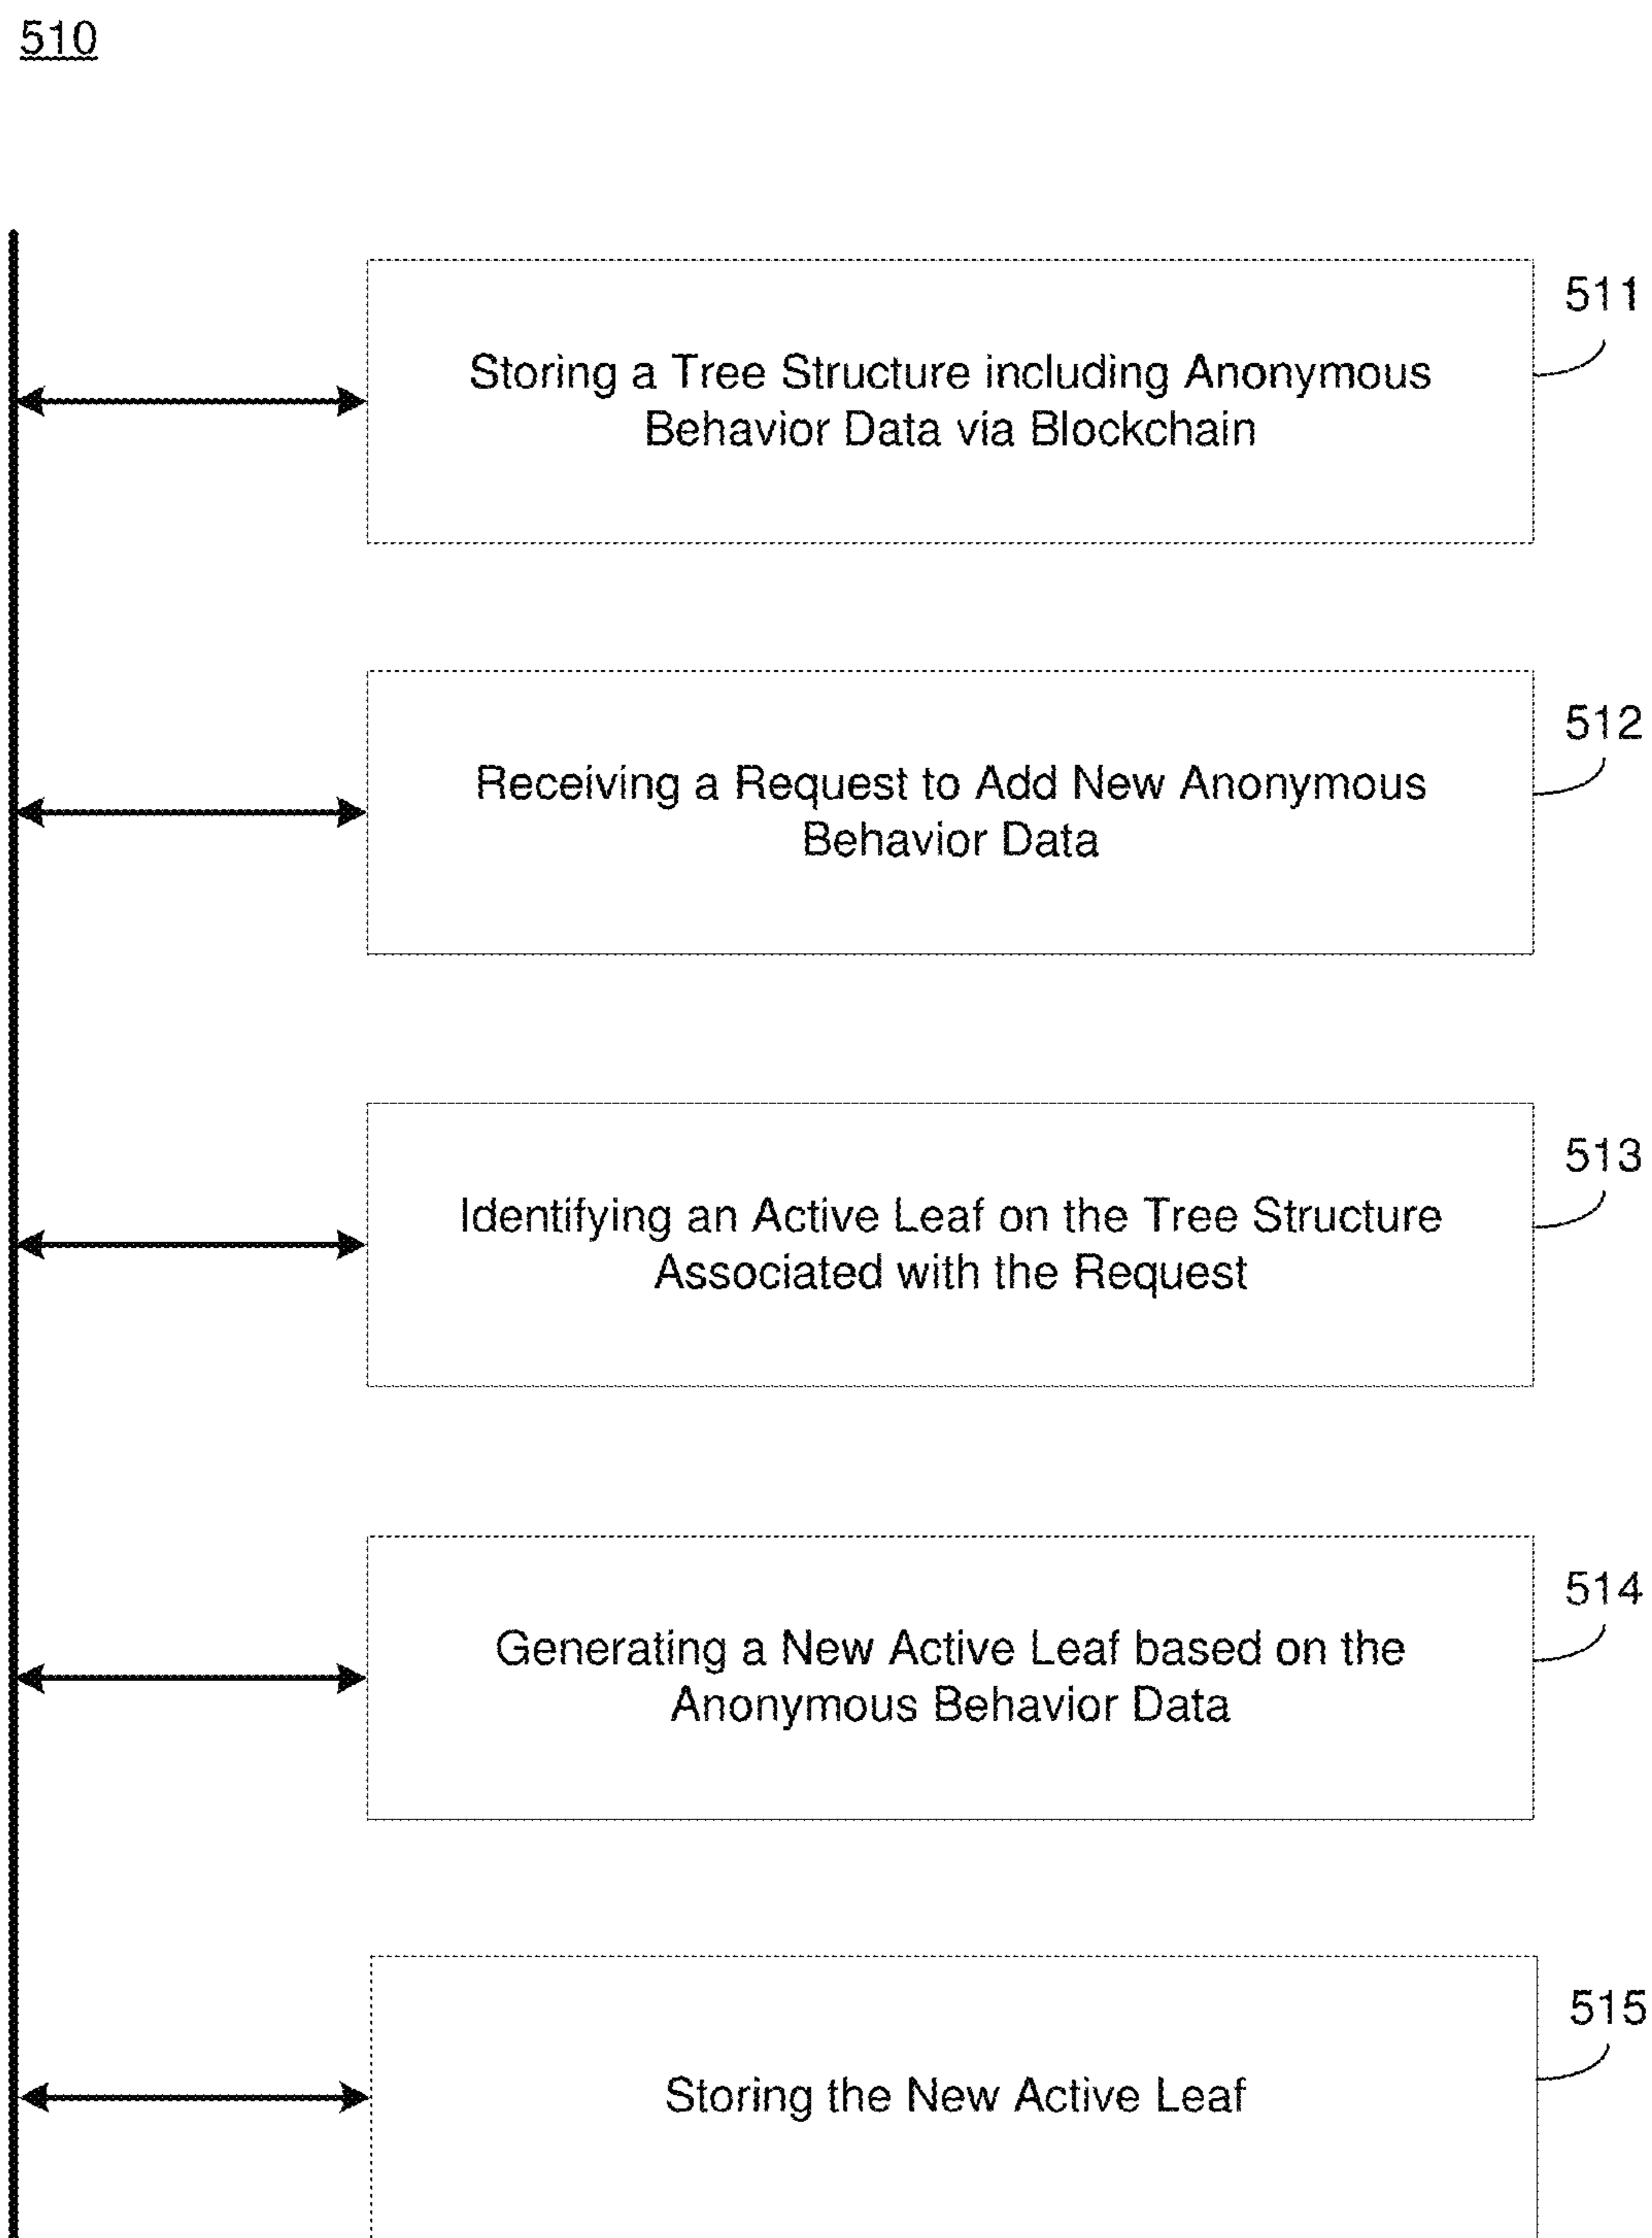 510
511
Storing a Tree Structure including Anonymous
Behavior Data via Blockchain
512
Receiving a Request to Add New Anonymous
Behavior Data
513
Identifying an Active Leaf on the Tree Structure
Associated with the Request
514
Generating a New Active Leaf based on the
Anonymous Behavior Data
515
Storing the New Active Leaf